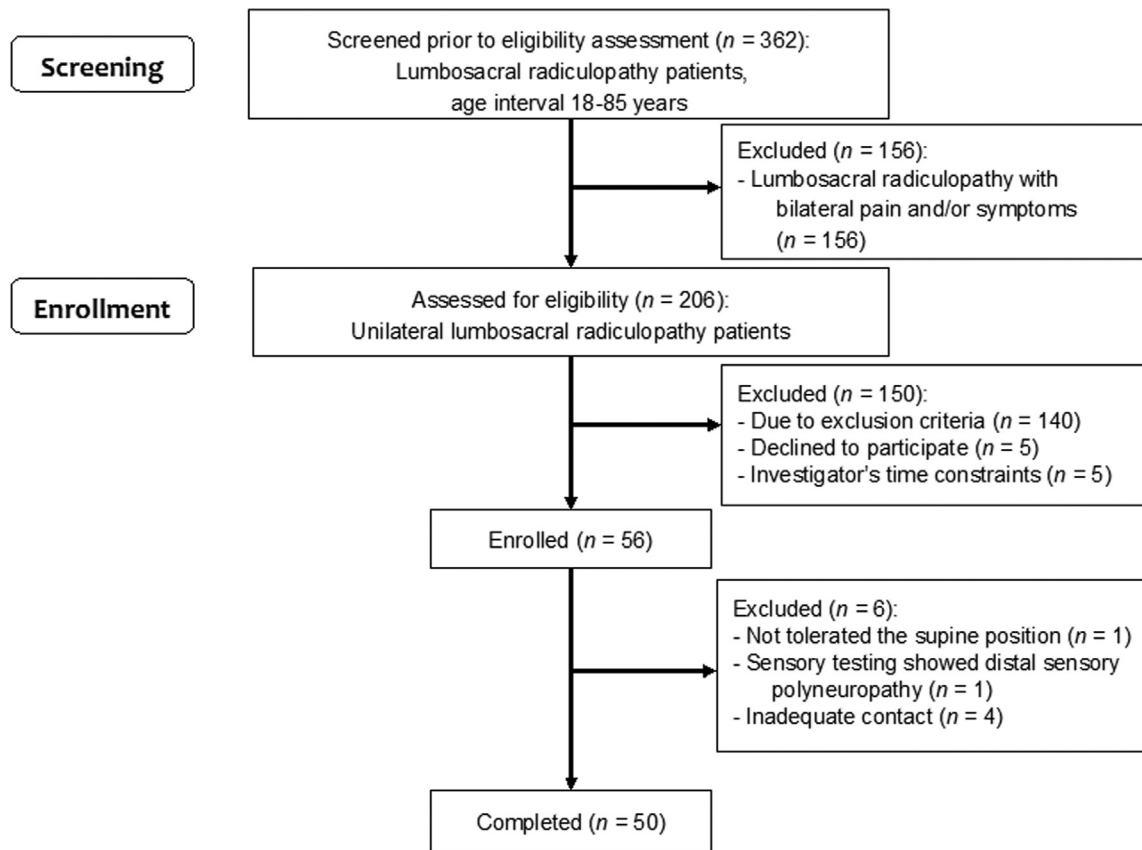 Screening
Screened prior to eligibility assessment (n = 362):
Lumbosacral radiculopathy patients,
age interval 18-85 years
Excluded (n = 156):
- Lumbosacral radiculopathy with
bilateral pain and/or symptoms
(n = 156)
Enrollment
Assessed for eligibility (n = 206):
Unilateral lumbosacral radiculopathy patients
Excluded (n = 150):
- Due to exclusion criteria (n = 140)
- Declined to participate (n = 5)
- Investigator's time constraints (n = 5)
Enrolled (n = 56)
Excluded (n = 6):
- Not tolerated the supine position (n = 1)
- Sensory testing showed distal sensory
polyneuropathy (n = 1)
- Inadequate contact (n = 4)
Completed (n = 50)